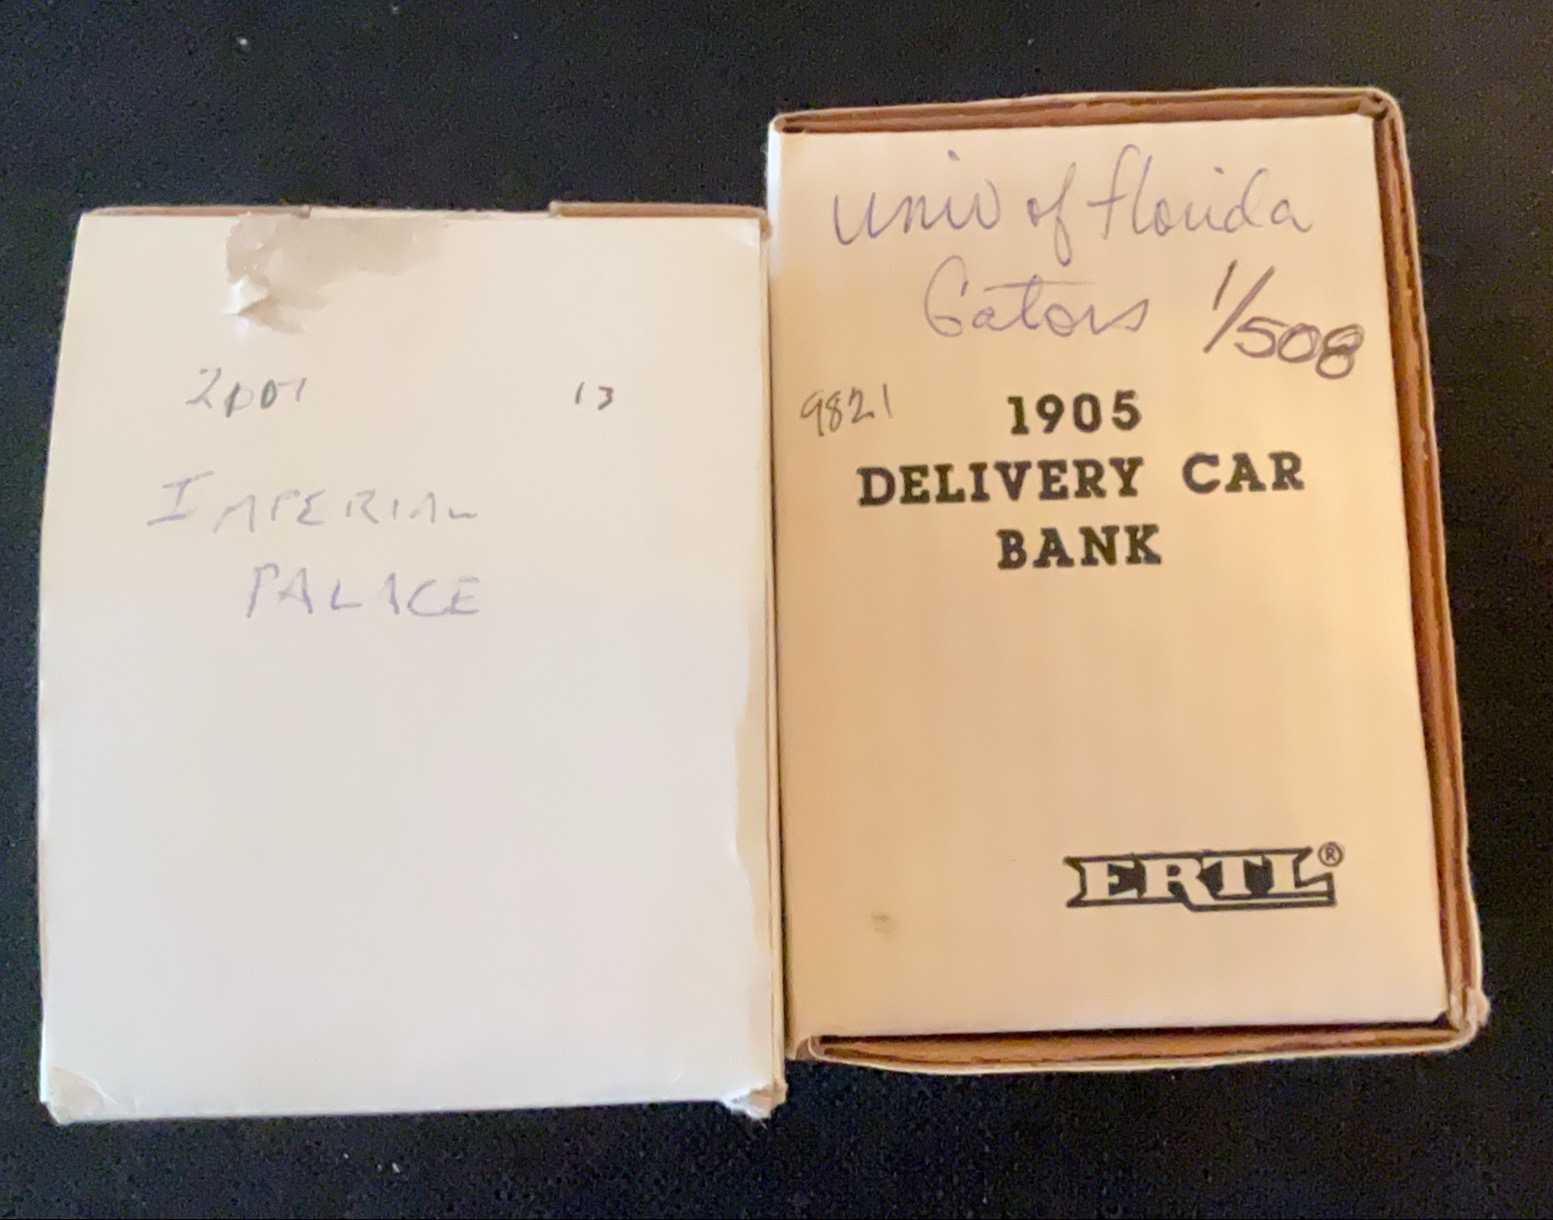 2001 13
IMPERIAL
PALACE
Univ of Florida
Gators 1/508
9821 1905
DELIVERY CAR
BANK
ERTL®